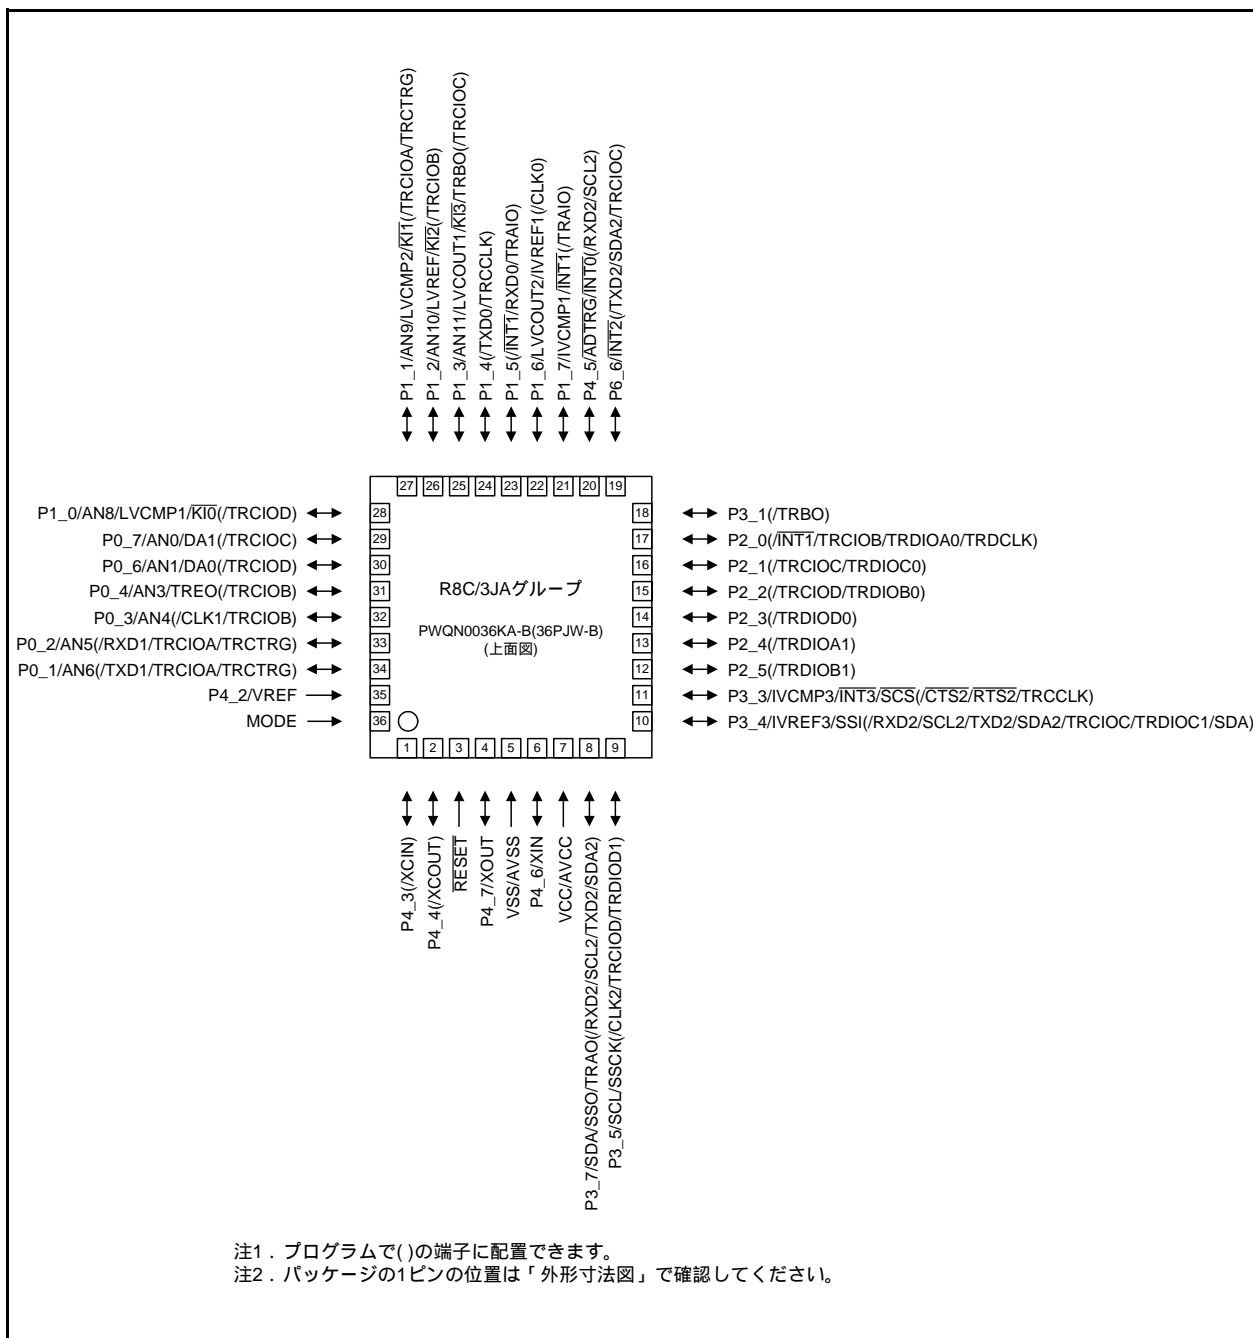 P1_1/AN9/LVCMP2/KI1(/TRCIOA/TRCTRG)
P1_2/AN10/LVREF/KI2(/TRCIOB)
P1_3/AN11/LVCOUT1/KI3/TRBO(/TRCIOC)
P1_4(/TXD0/TRCCLK)
P1_5(/INT1/RXD0/TRAIO)
P1_6/LVCOUT2/IVREF1(/CLK0)
P1_7/IVCMP1/INT1(/TRAIO)
P4_5/ADTRG/INT0(/RXD2/SCL2)
P6_6/INT2(/TXD2/SDA2/TRCIOC)
27 26 25 24 23 22 21 20 19
P1_0/AN8/LVCMP1/KI0(/TRCIOD) 28
P0_7/AN0/DA1(/TRCIOC) 29
P0_6/AN1/DA0(/TRCIOD) 30
P0_4/AN3/TREO(/TRCIOB) 31
P0_3/AN4(/CLK1/TRCIOB) 32
P0_2/AN5(/RXD1/TRCIOA/TRCTRG) 33
P0_1/AN6(/TXD1/TRCIOA/TRCTRG) 34
P4_2/VREF 35
MODE 36
R8C/3JAグループ
PWQN0036KA-B(36PJW-B)
(上面図)
18 P3_1(/TRBO)
17 P2_0(/INT1/TRCIOB/TRDIOA0/TRDCLK)
16 P2_1(/TRCIOC/TRDIOC0)
15 P2_2(/TRCIOD/TRDIOB0)
14 P2_3(/TRDIOD0)
13 P2_4(/TRDIOA1)
12 P2_5(/TRDIOB1)
11 P3_3/IVCMP3/INT3/SCS(/CTS2/RTS2/TRCCLK)
10 P3_4/IVREF3/SSI(/RXD2/SCL2/TXD2/SDA2/TRCIOC/TRDIOC1/SDA)
1 2 3 4 5 6 7 8 9
P4_3(/XCIN)
P4_4(/XCOUT)
RESET
P4_7/XOUT
VSS/AVSS
P4_6/XIN
VCC/AVCC
P3_7/SDA/SSO/TRAO(/RXD2/SCL2/TXD2/SDA2)
P3_5/SCL/SSCK(/CLK2/TRCIOD/TRDIOD1)
注1．プログラムで( )の端子に配置できます。
注2．パッケージの1ピンの位置は「外形寸法図」で確認してください。